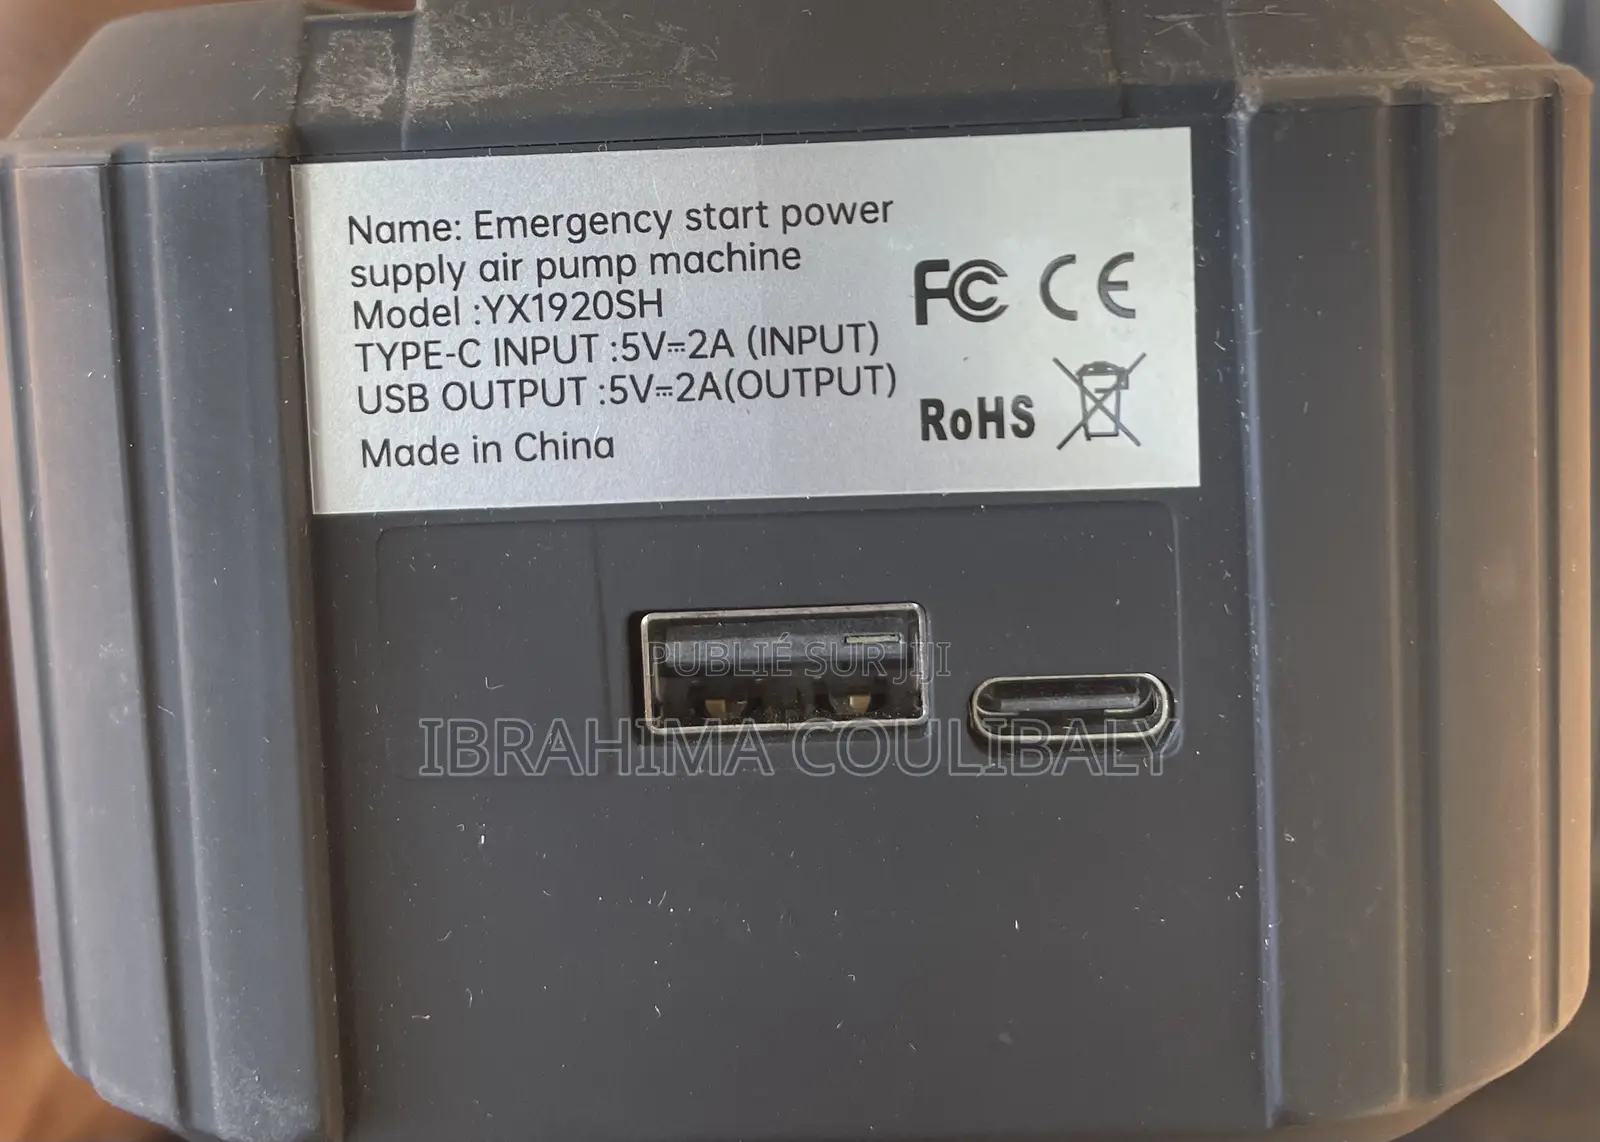 Name: Emergency start power
supply air pump machine
Model :YX1920SH
TYPE-C INPUT :5V⎓2A (INPUT)
USB OUTPUT :5V⎓2A(OUTPUT)
Made in China
FC CE
RoHS
PUBLIÉ SUR JIJI
IBRAHIMA COULIBALY